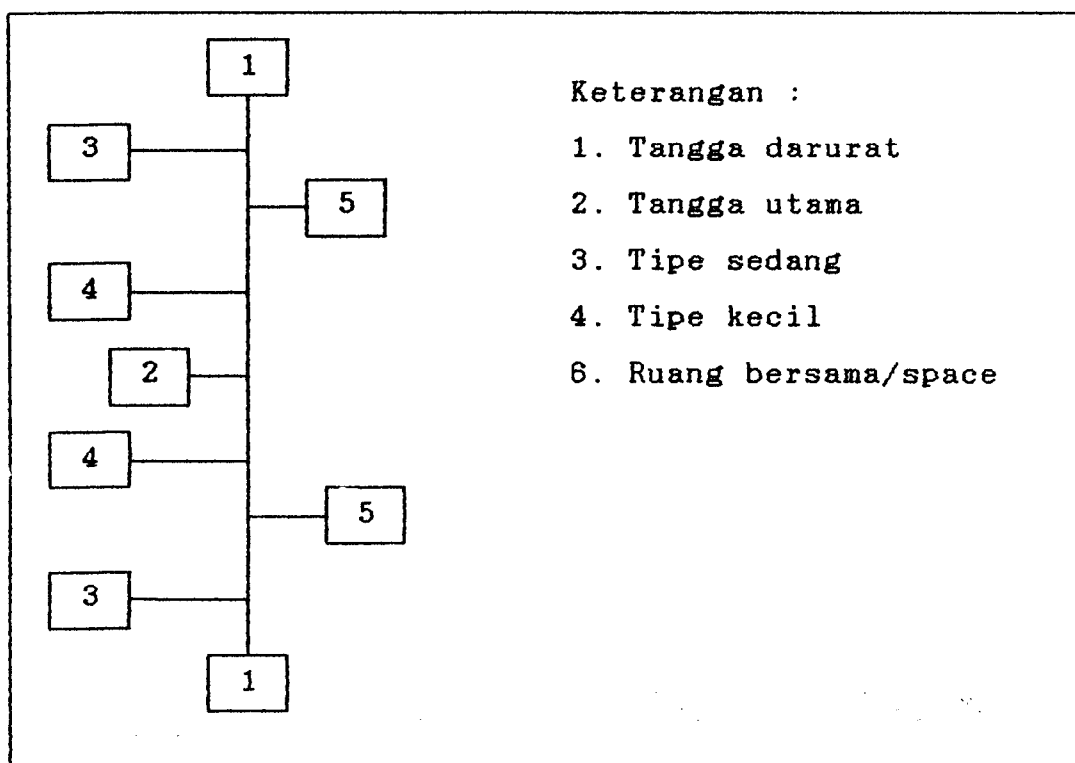 1
Keterangan :
3
1. Tangga darurat
5
2. Tangga utama
3. Tipe sedang
4
4. Tipe kecil
2
6. Ruang bersama/space
4
5
3
1